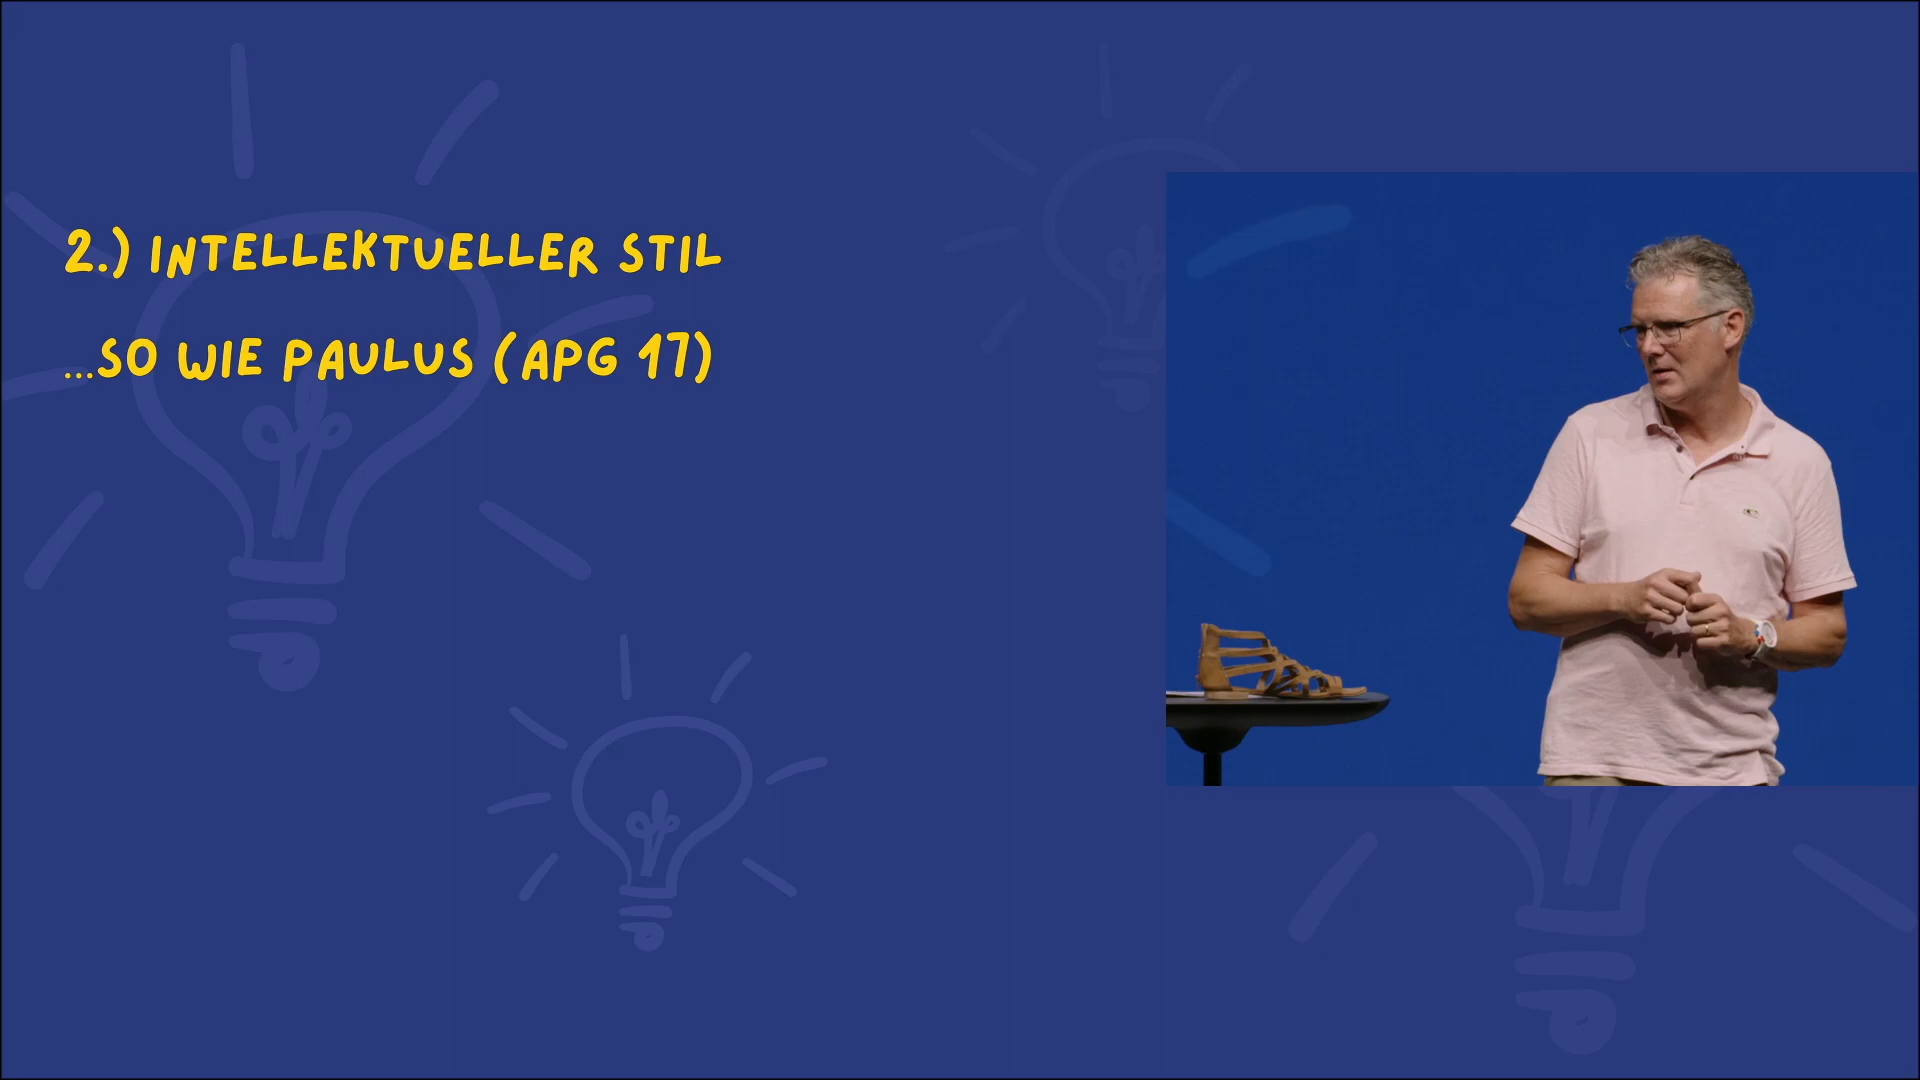 2.) INTELLEKTUELLER STIL
...SO WIE PAULUS (APG 17)